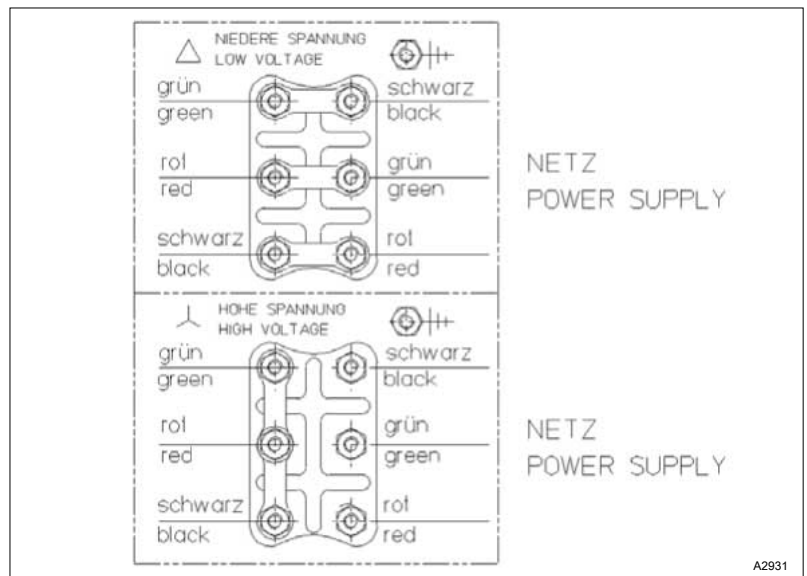 NIEDERE SPANNUNG
LOW VOLTAGE
grün
green
schwarz
black
rot
red
grün
green
NETZ
POWER SUPPLY
schwarz
black
rot
red
HOHE SPANNUNG
HIGH VOLTAGE
grün
green
schwarz
black
rot
red
grün
green
NETZ
POWER SUPPLY
schwarz
black
rot
red
A2931